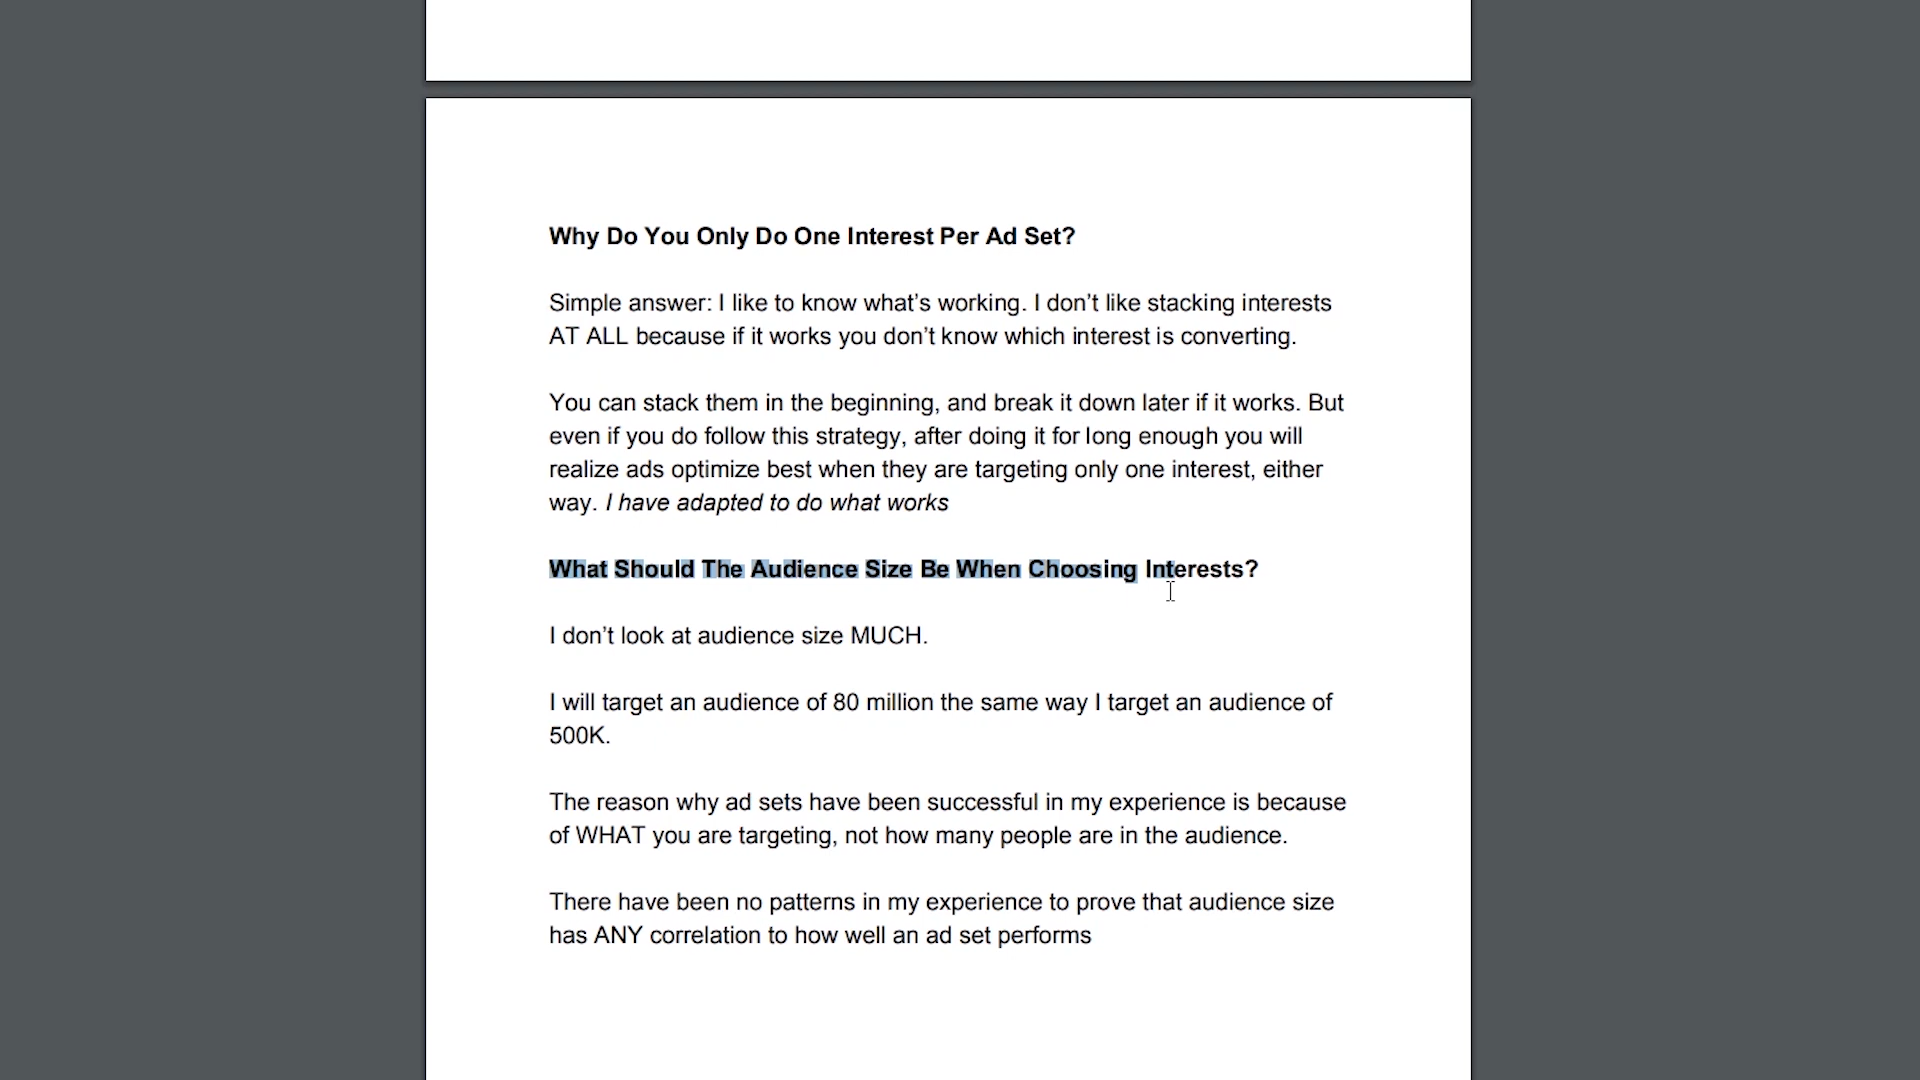 Why Do You Only Do One Interest Per Ad Set?
Simple answer: I like to know what’s working. I don’t like stacking interests
AT ALL because if it works you don’t know which interest is converting.
You can stack them in the beginning, and break it down later if it works. But
even if you do follow this strategy, after doing it for long enough you will
realize ads optimize best when they are targeting only one interest, either
way. I have adapted to do what works
What Should The Audience Size Be When Choosing Interests?
I don’t look at audience size MUCH.
I will target an audience of 80 million the same way I target an audience of
500K.
The reason why ad sets have been successful in my experience is because
of WHAT you are targeting, not how many people are in the audience.
There have been no patterns in my experience to prove that audience size
has ANY correlation to how well an ad set performs